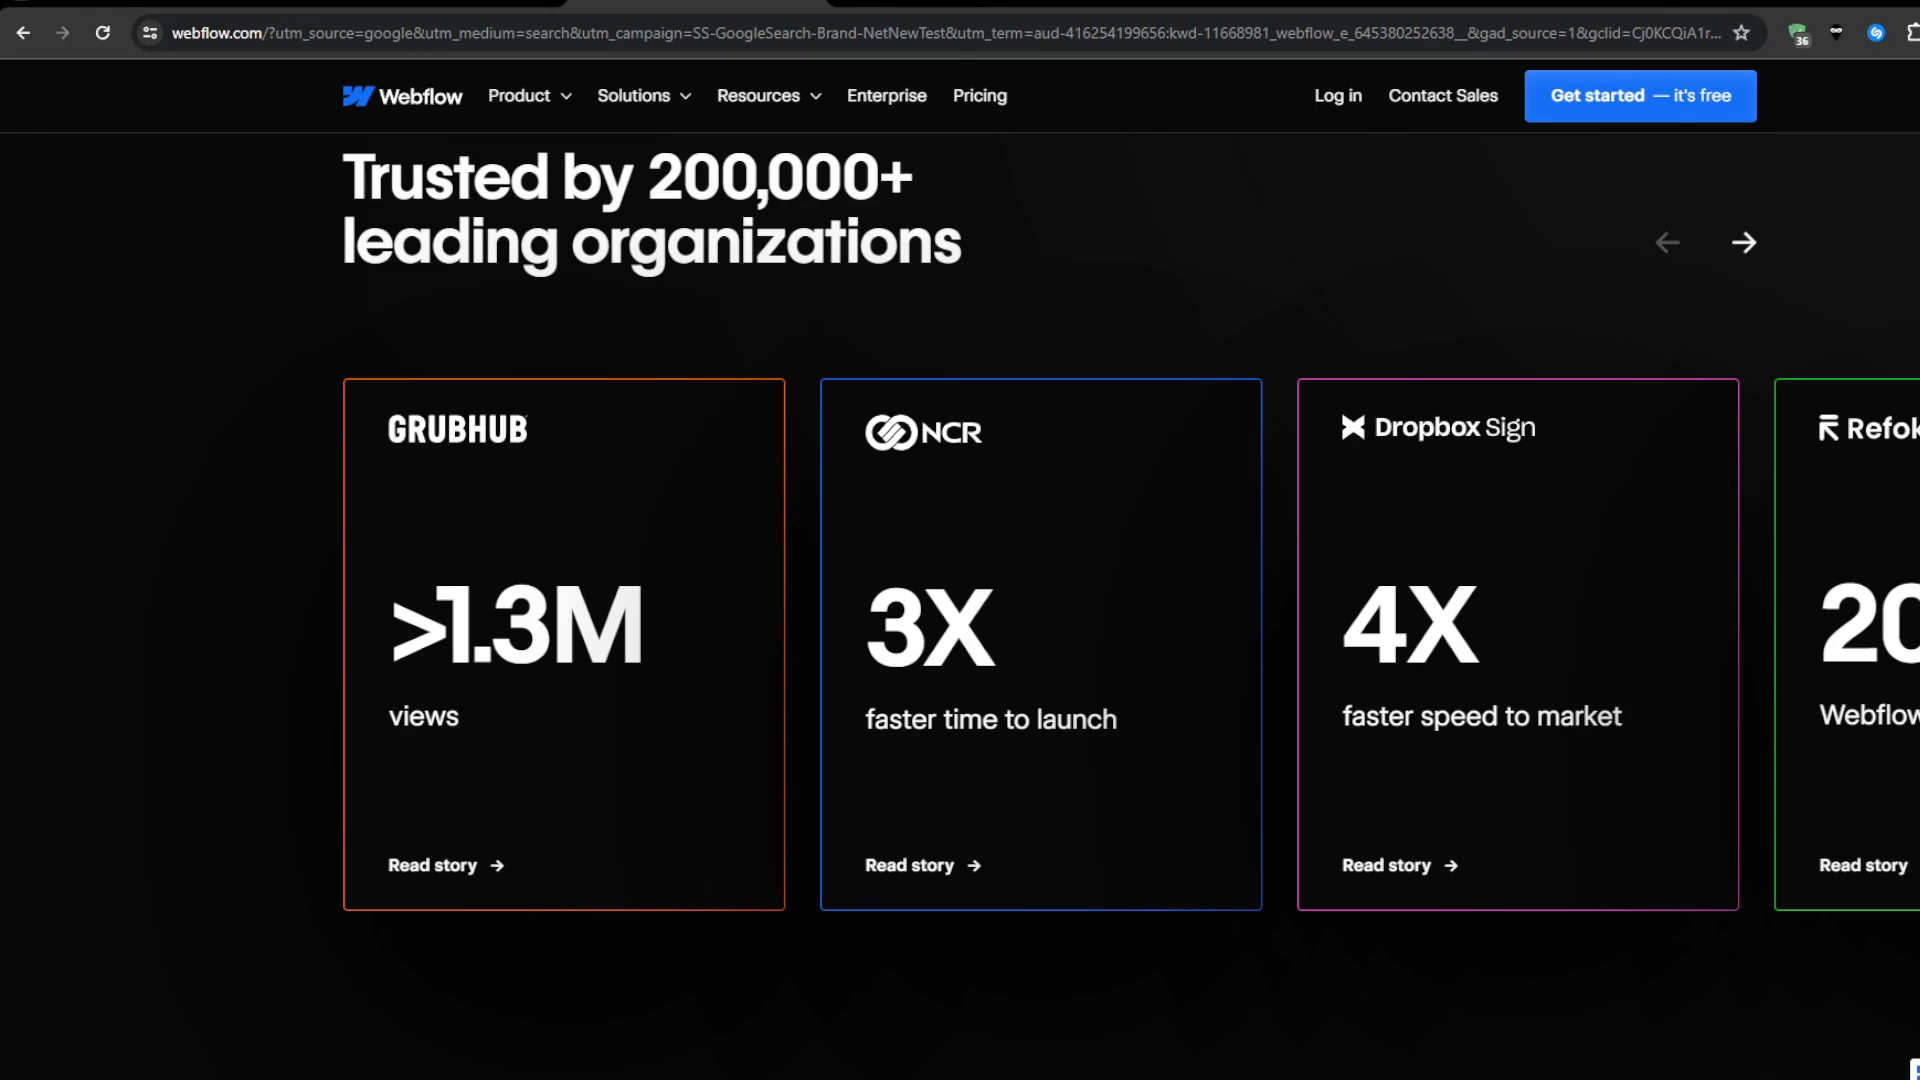 webflow.com/?utm_source=google&utm_medium=search&utm_campaign=SS-GoogleSearch-Brand-NetNewTest&utm_term=aud-416254199656:kwd-11668981_webflow_e_645380252638__&gad_source=1&gclid=Cj0KCQiA1r...
36
Webflow Product Solutions Resources Enterprise Pricing Log in Contact Sales Get started — it's free
Trusted by 200,000+
leading organizations
GRUBHUB
>1.3M
views
Read story →
NCR
3X
faster time to launch
Read story →
Dropbox Sign
4X
faster speed to market
Read story →
Webflow
Read story